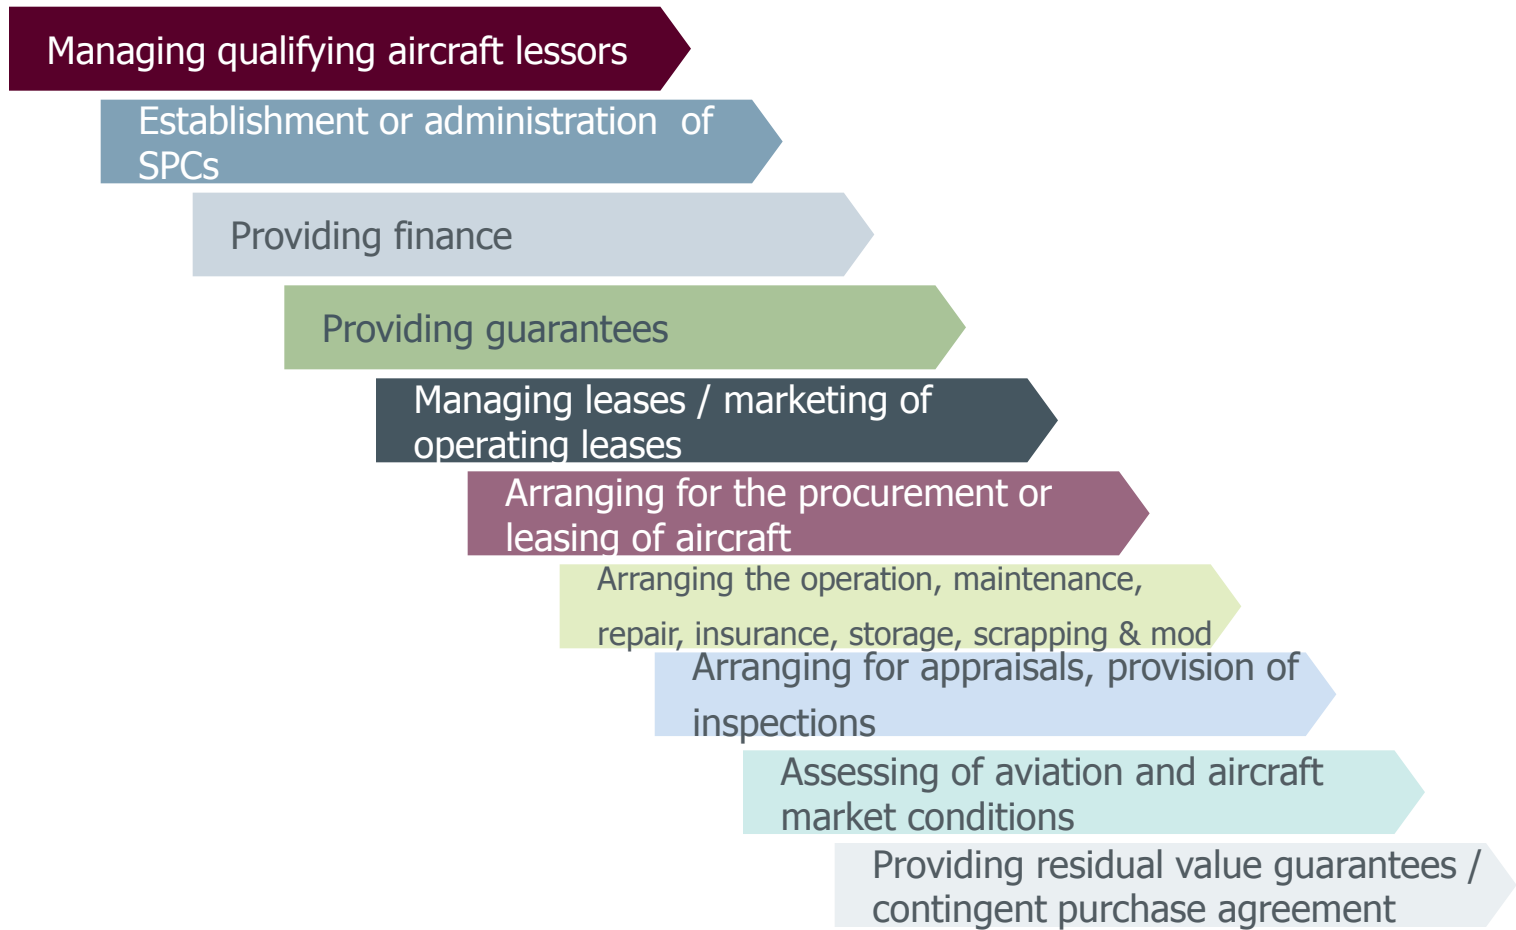 Managing qualifying aircraft lessors
Establishment or administration of
SPCs
Providing finance
Providing guarantees
Managing leases / marketing of
operating leases
Arranging for the procurement or
leasing of aircraft
Arranging the operation, maintenance,
repair, insurance, storage, scrapping & mod
Arranging for appraisals, provision of
inspections
Assessing of aviation and aircraft
market conditions
Providing residual value guarantees /
contingent purchase agreement